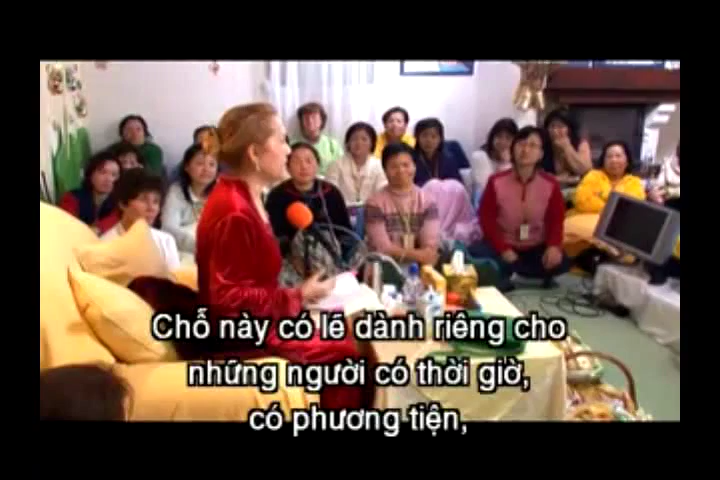 Chỗ này có lẽ dành riêng cho
những người có thời giờ,
có phương tiện,